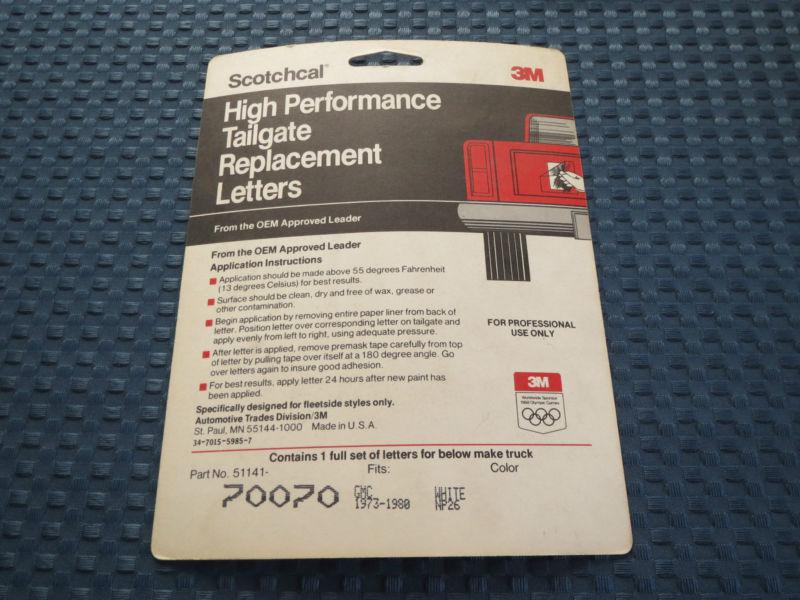 Scotchcal®
3M
High Performance
Tailgate
Replacement
Letters
From the OEM Approved Leader
From the OEM Approved Leader
Application Instructions
Application should be made above 55 degrees Fahrenheit
(13 degrees Celsius) for best results.
Surface should be clean, dry and free of wax, grease or
other contamination.
Begin application by removing entire paper liner from back of
letter. Position letter over corresponding letter on tailgate and
apply evenly from left to right, using adequate pressure.
After letter is applied, remove premask tape carefully from top
of letter by pulling tape over itself at a 180 degree angle. Go
over letters again to insure good adhesion.
For best results, apply letter 24 hours after new paint has
been applied.
FOR PROFESSIONAL
USE ONLY
3M
Worldwide Sponsor
1988 Olympic Games
Specifically designed for fleetside styles only.
Automotive Trades Division/3M
St. Paul, MN 55144-1000 Made in U.S.A.
34-7015-5985-7
Contains 1 full set of letters for below make truck
Part No. 51141- Fits: Color
70070 GMC WHITE
1973-1980 NP26